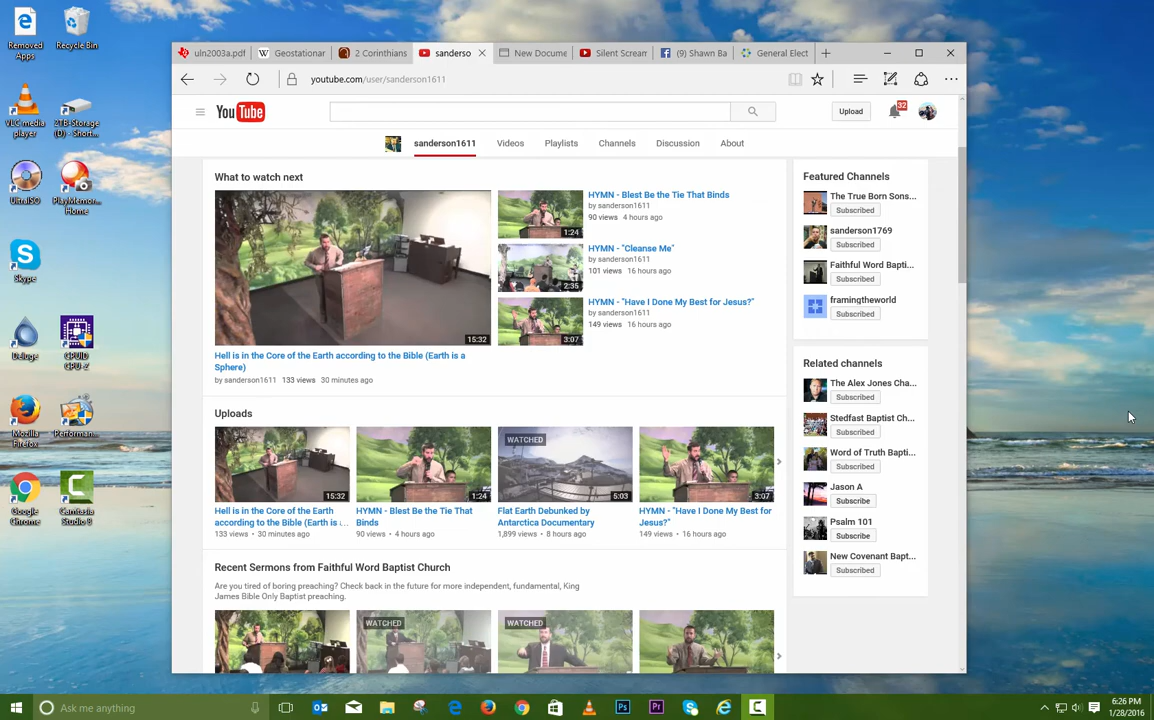 Removed
Apps
Recycle Bin
VLC media
player
2TB-Storage
(D) - Short...
UltraISO
PlayMemor...
Home
Skype
Deluge
CPUID
CPU-Z
Mozilla
Firefox
Performan...
Google
Chrome
Camtasia
Studio 8
uln2003a.pdf
W Geostationar
2 Corinthians
sanderso
New Docume
Silent Scream
(9) Shawn Ba
General Elect
youtube.com/user/sanderson1611
YouTube
Upload
32
sanderson1611
Videos
Playlists
Channels
Discussion
About
What to watch next
15:32
Hell is in the Core of the Earth according to the Bible (Earth is a
Sphere)
by sanderson1611 133 views 30 minutes ago
1:24
HYMN - Blest Be the Tie That Binds
by sanderson1611
90 views 4 hours ago
2:35
HYMN - "Cleanse Me"
by sanderson1611
101 views 16 hours ago
3:07
HYMN - "Have I Done My Best for Jesus?"
by sanderson1611
149 views 16 hours ago
Uploads
15:32
Hell is in the Core of the Earth
according to the Bible (Earth is ...
133 views • 30 minutes ago
1:24
HYMN - Blest Be the Tie That
Binds
90 views • 4 hours ago
WATCHED
5:03
Flat Earth Debunked by
Antarctica Documentary
1,899 views • 8 hours ago
3:07
HYMN - "Have I Done My Best for
Jesus?"
149 views • 16 hours ago
Recent Sermons from Faithful Word Baptist Church
Are you tired of boring preaching? Check back in the future for more independent, fundamental, King
James Bible Only Baptist preaching.
WATCHED
WATCHED
Featured Channels
The True Born Sons...
Subscribed
sanderson1769
Subscribed
Faithful Word Bapti...
Subscribed
framingtheworld
Subscribed
Related channels
The Alex Jones Cha...
Subscribed
Stedfast Baptist Ch...
Subscribed
Word of Truth Bapti...
Subscribed
Jason A
Subscribe
Psalm 101
Subscribe
New Covenant Bapt...
Subscribed
Ask me anything
6:26 PM
1/28/2016